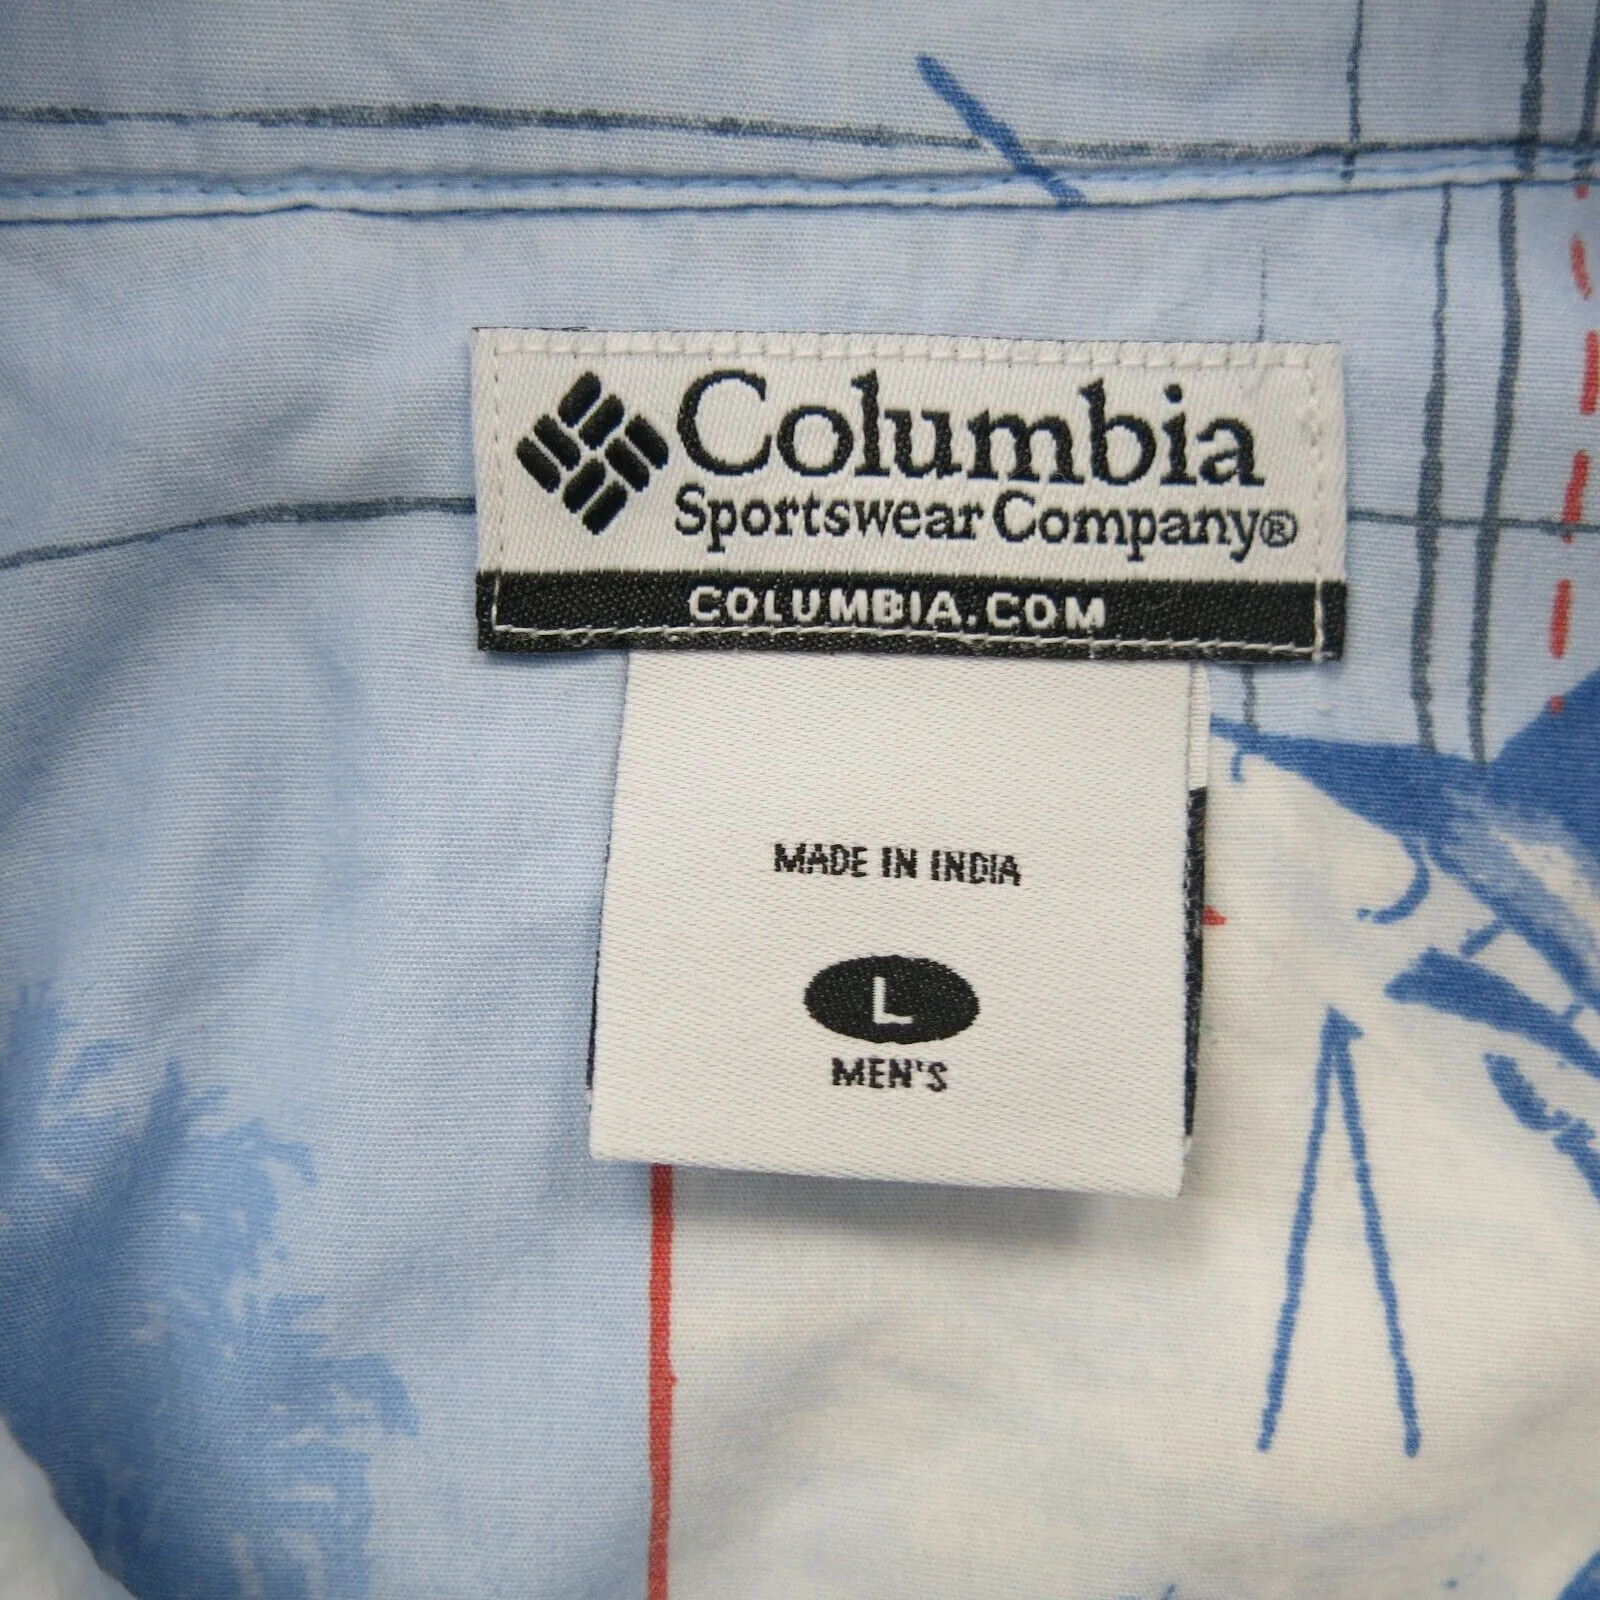 Columbia
Sportswear Company®
COLUMBIA.COM
MADE IN INDIA
L
MEN'S